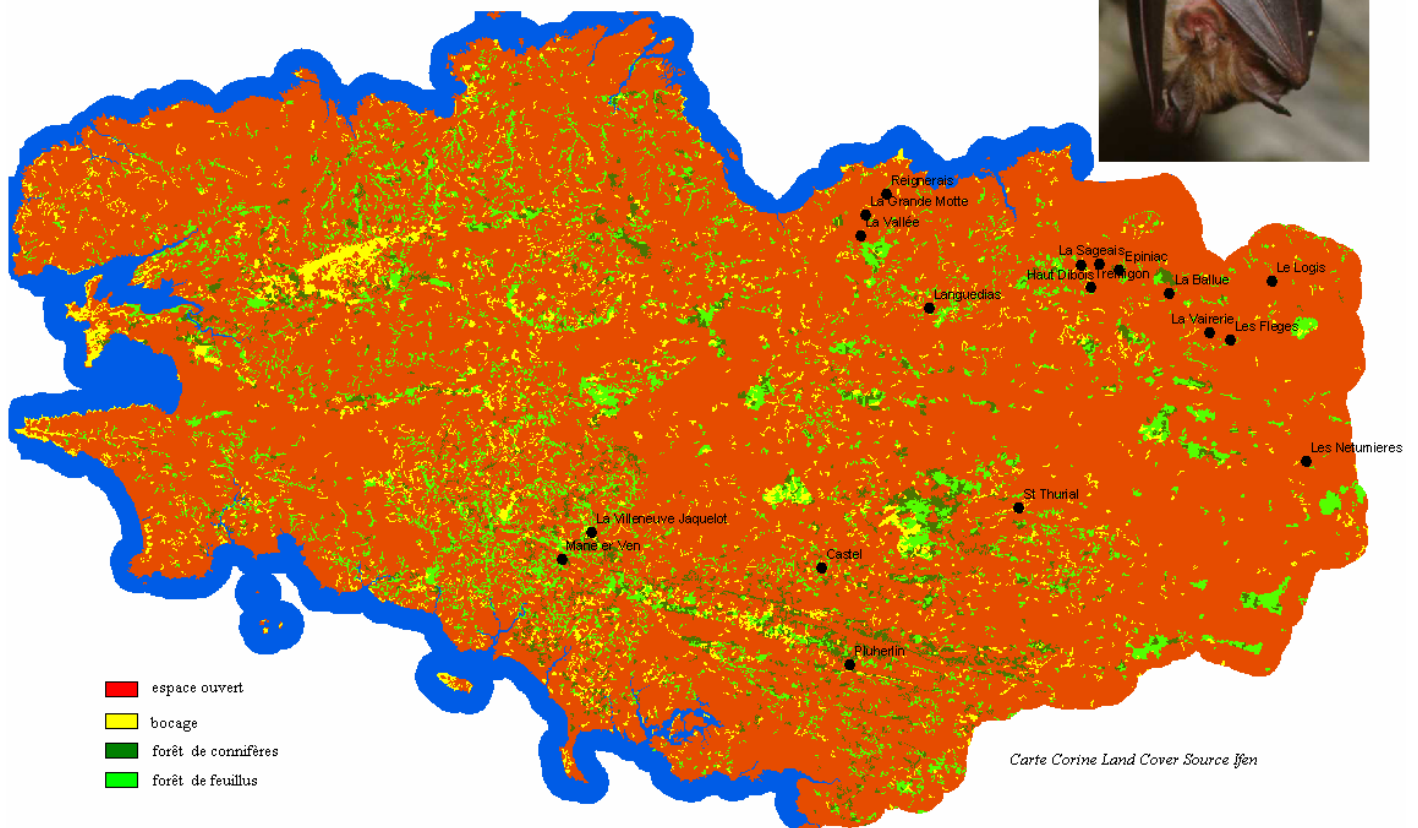 Reignerais
La Grande Motte
La Vallée
La Sageais
Epiniac
Le Logis
Tremigon
La Ballue
Languedias
La Vairerie
Les Fleges
Les Netumieres
St Thurial
La Villeneuve Jaquelot
Mane er Ven
Castel
Pluherlin
espace ouvert
bocage
forêt de connifères
forêt de feuillus
Carte Corine Land Cover Source Ifen